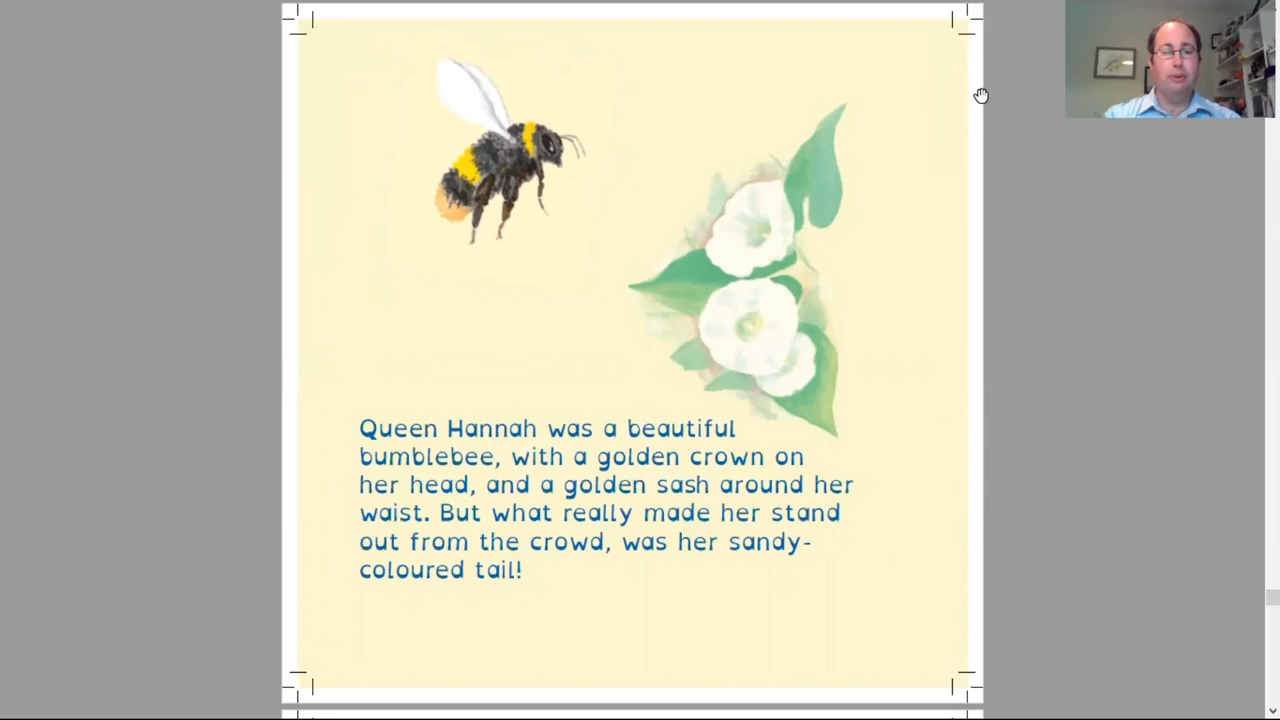 Queen Hannah was a beautiful
bumblebee, with a golden crown on
her head, and a golden sash around her
waist. But what really made her stand
out from the crowd, was her sandy-
coloured tail!